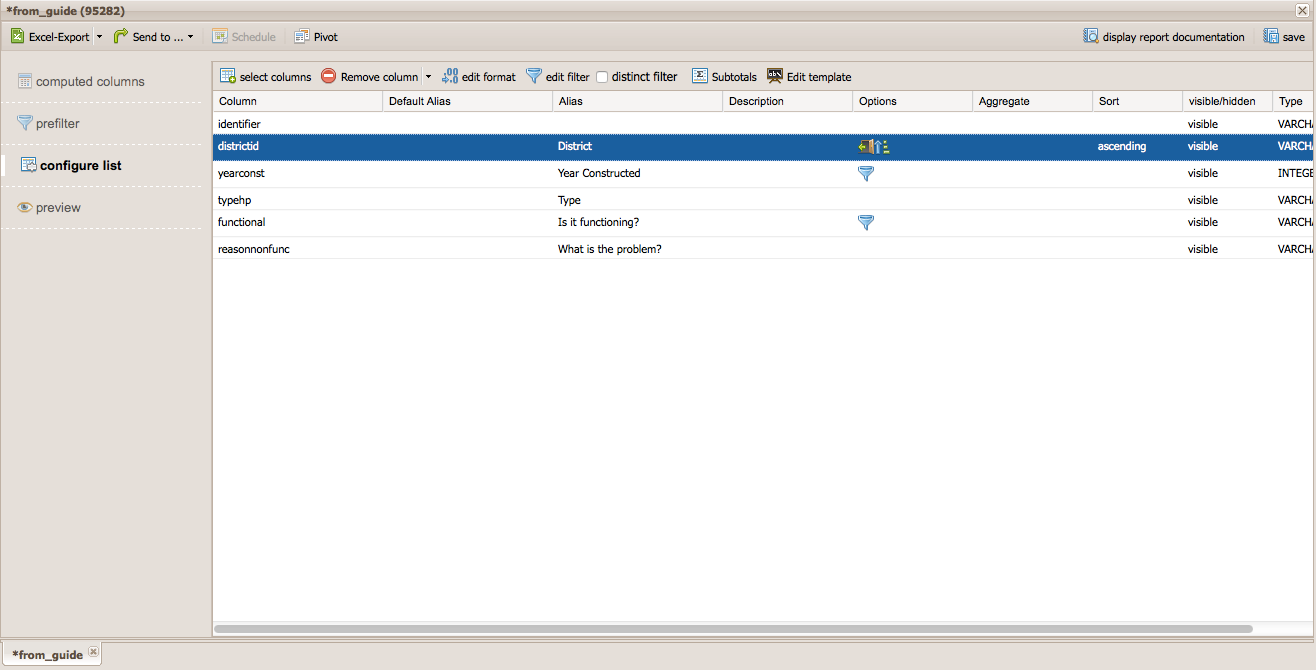 *from_guide (95282)
Excel-Export Send to ... Schedule Pivot display report documentation save
computed columns
prefilter
configure list
preview
select columns Remove column edit format edit filter distinct filter Subtotals Edit template
Column Default Alias Alias Description Options Aggregate Sort visible/hidden Type
identifier visible VARCHA
districtid District ascending visible VARCHA
yearconst Year Constructed visible INTEGE
typehp Type visible VARCHA
functional Is it functioning? visible VARCHA
reasonnonfunc What is the problem? visible VARCHA
*from_guide